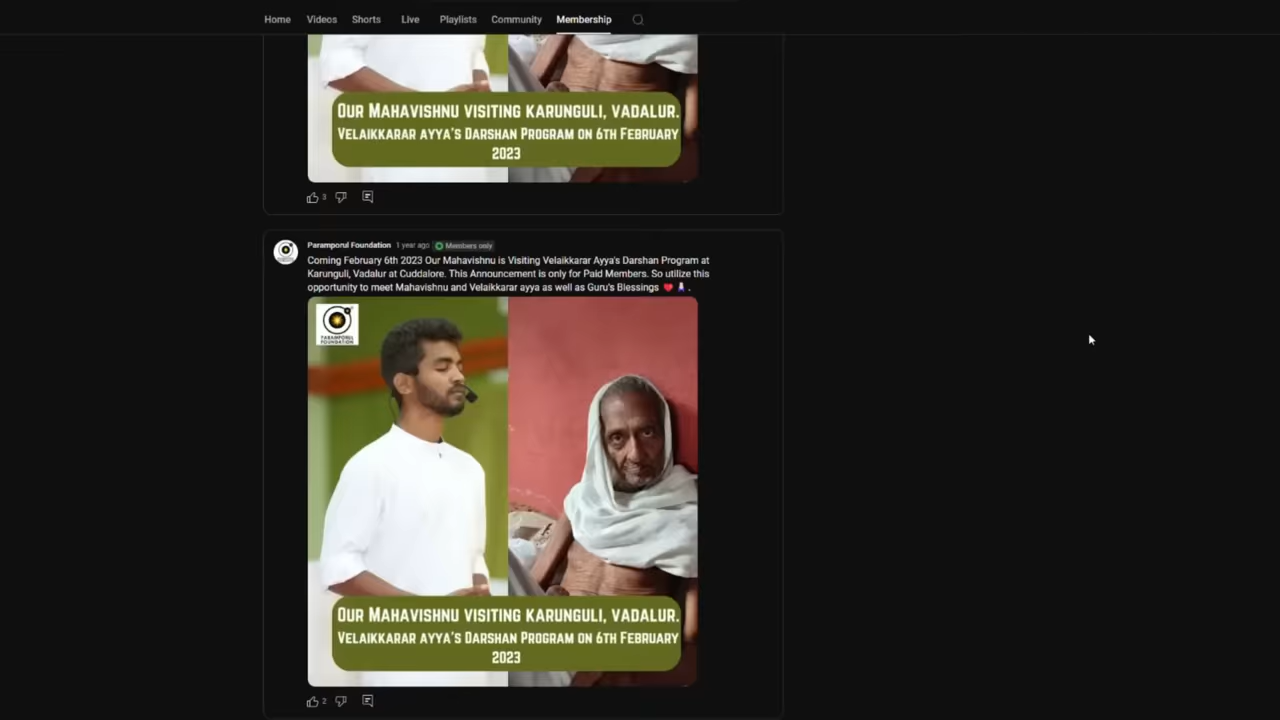 Home Videos Shorts Live Playlists Community Membership
OUR MAHAVISHNU VISITING KARUNGULI, VADALUR.
VELAIKKARAR AYYA'S DARSHAN PROGRAM ON 6TH FEBRUARY
2023
3
Paramporul Foundation 1 year ago Members only
Coming February 6th 2023 Our Mahavishnu is Visiting Velaikkarar Ayya's Darshan Program at
Karunguli, Vadalur at Cuddalore. This Announcement is only for Paid Members. So utilize this
opportunity to meet Mahavishnu and Velaikkarar ayya as well as Guru's Blessings ❤️ .
PARAMPORUL
FOUNDATION
OUR MAHAVISHNU VISITING KARUNGULI, VADALUR.
VELAIKKARAR AYYA'S DARSHAN PROGRAM ON 6TH FEBRUARY
2023
2